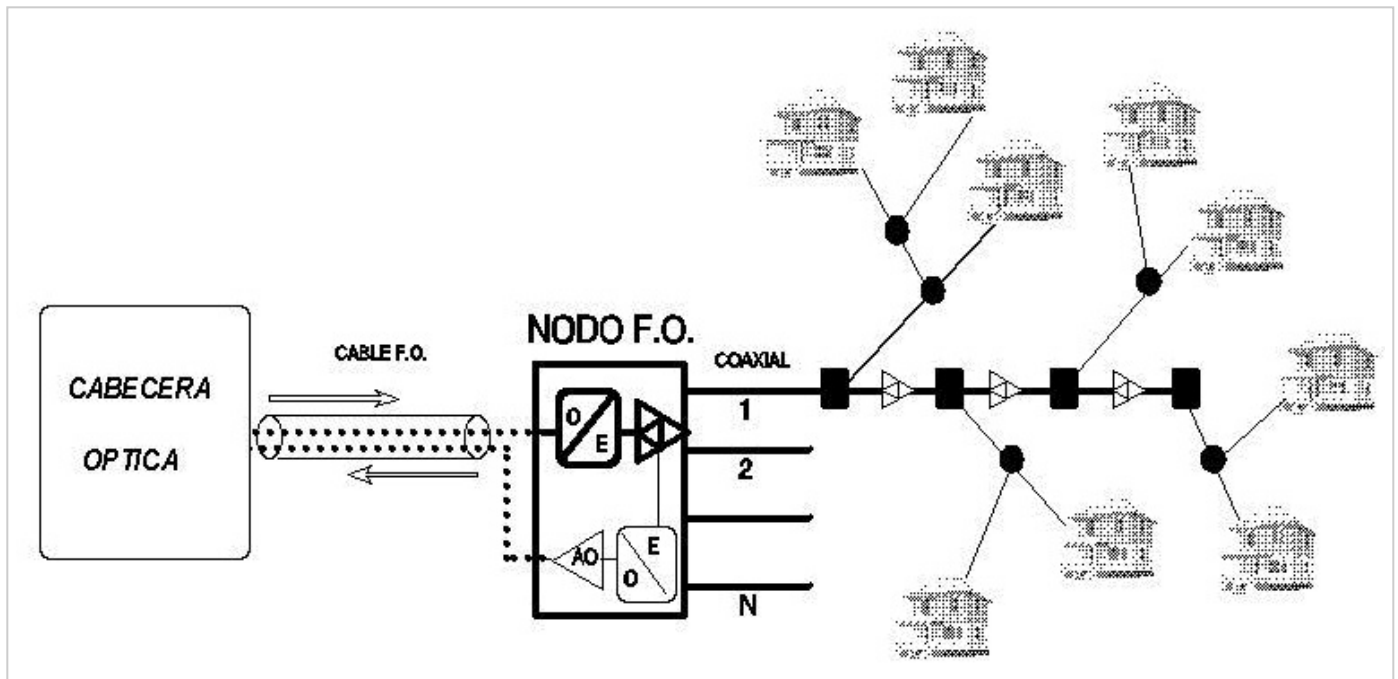 CABECERA
OPTICA
CABLE F.O.
NODO F.O.
O
E
AO
E
O
COAXIAL
1
2
N